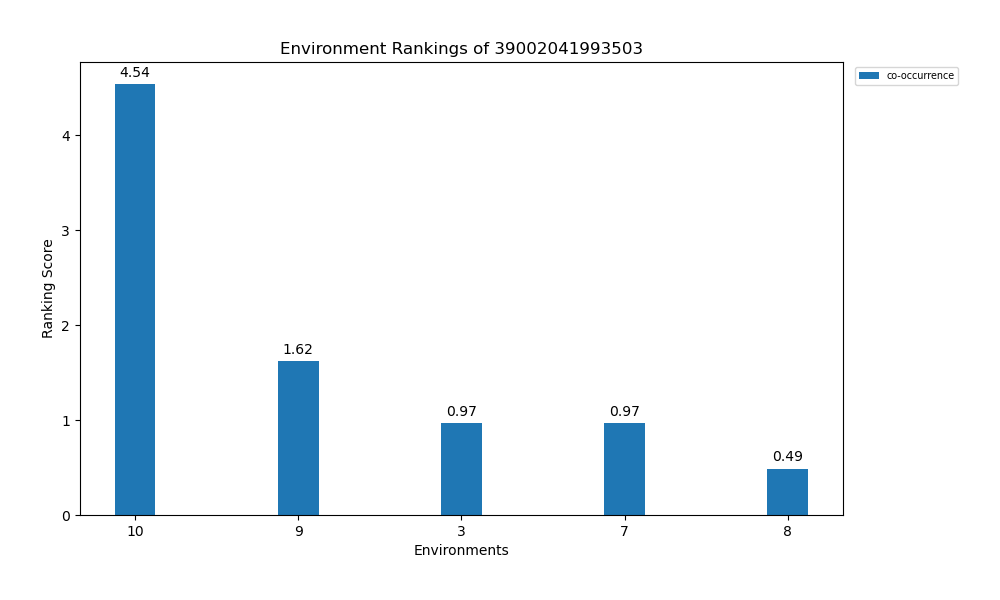 Environment Rankings of 39002041993503
co-occurrence
4.54
1.62
0.97
0.97
0.49
Ranking Score
4
3
2
1
0
10 9 3 7 8
Environments